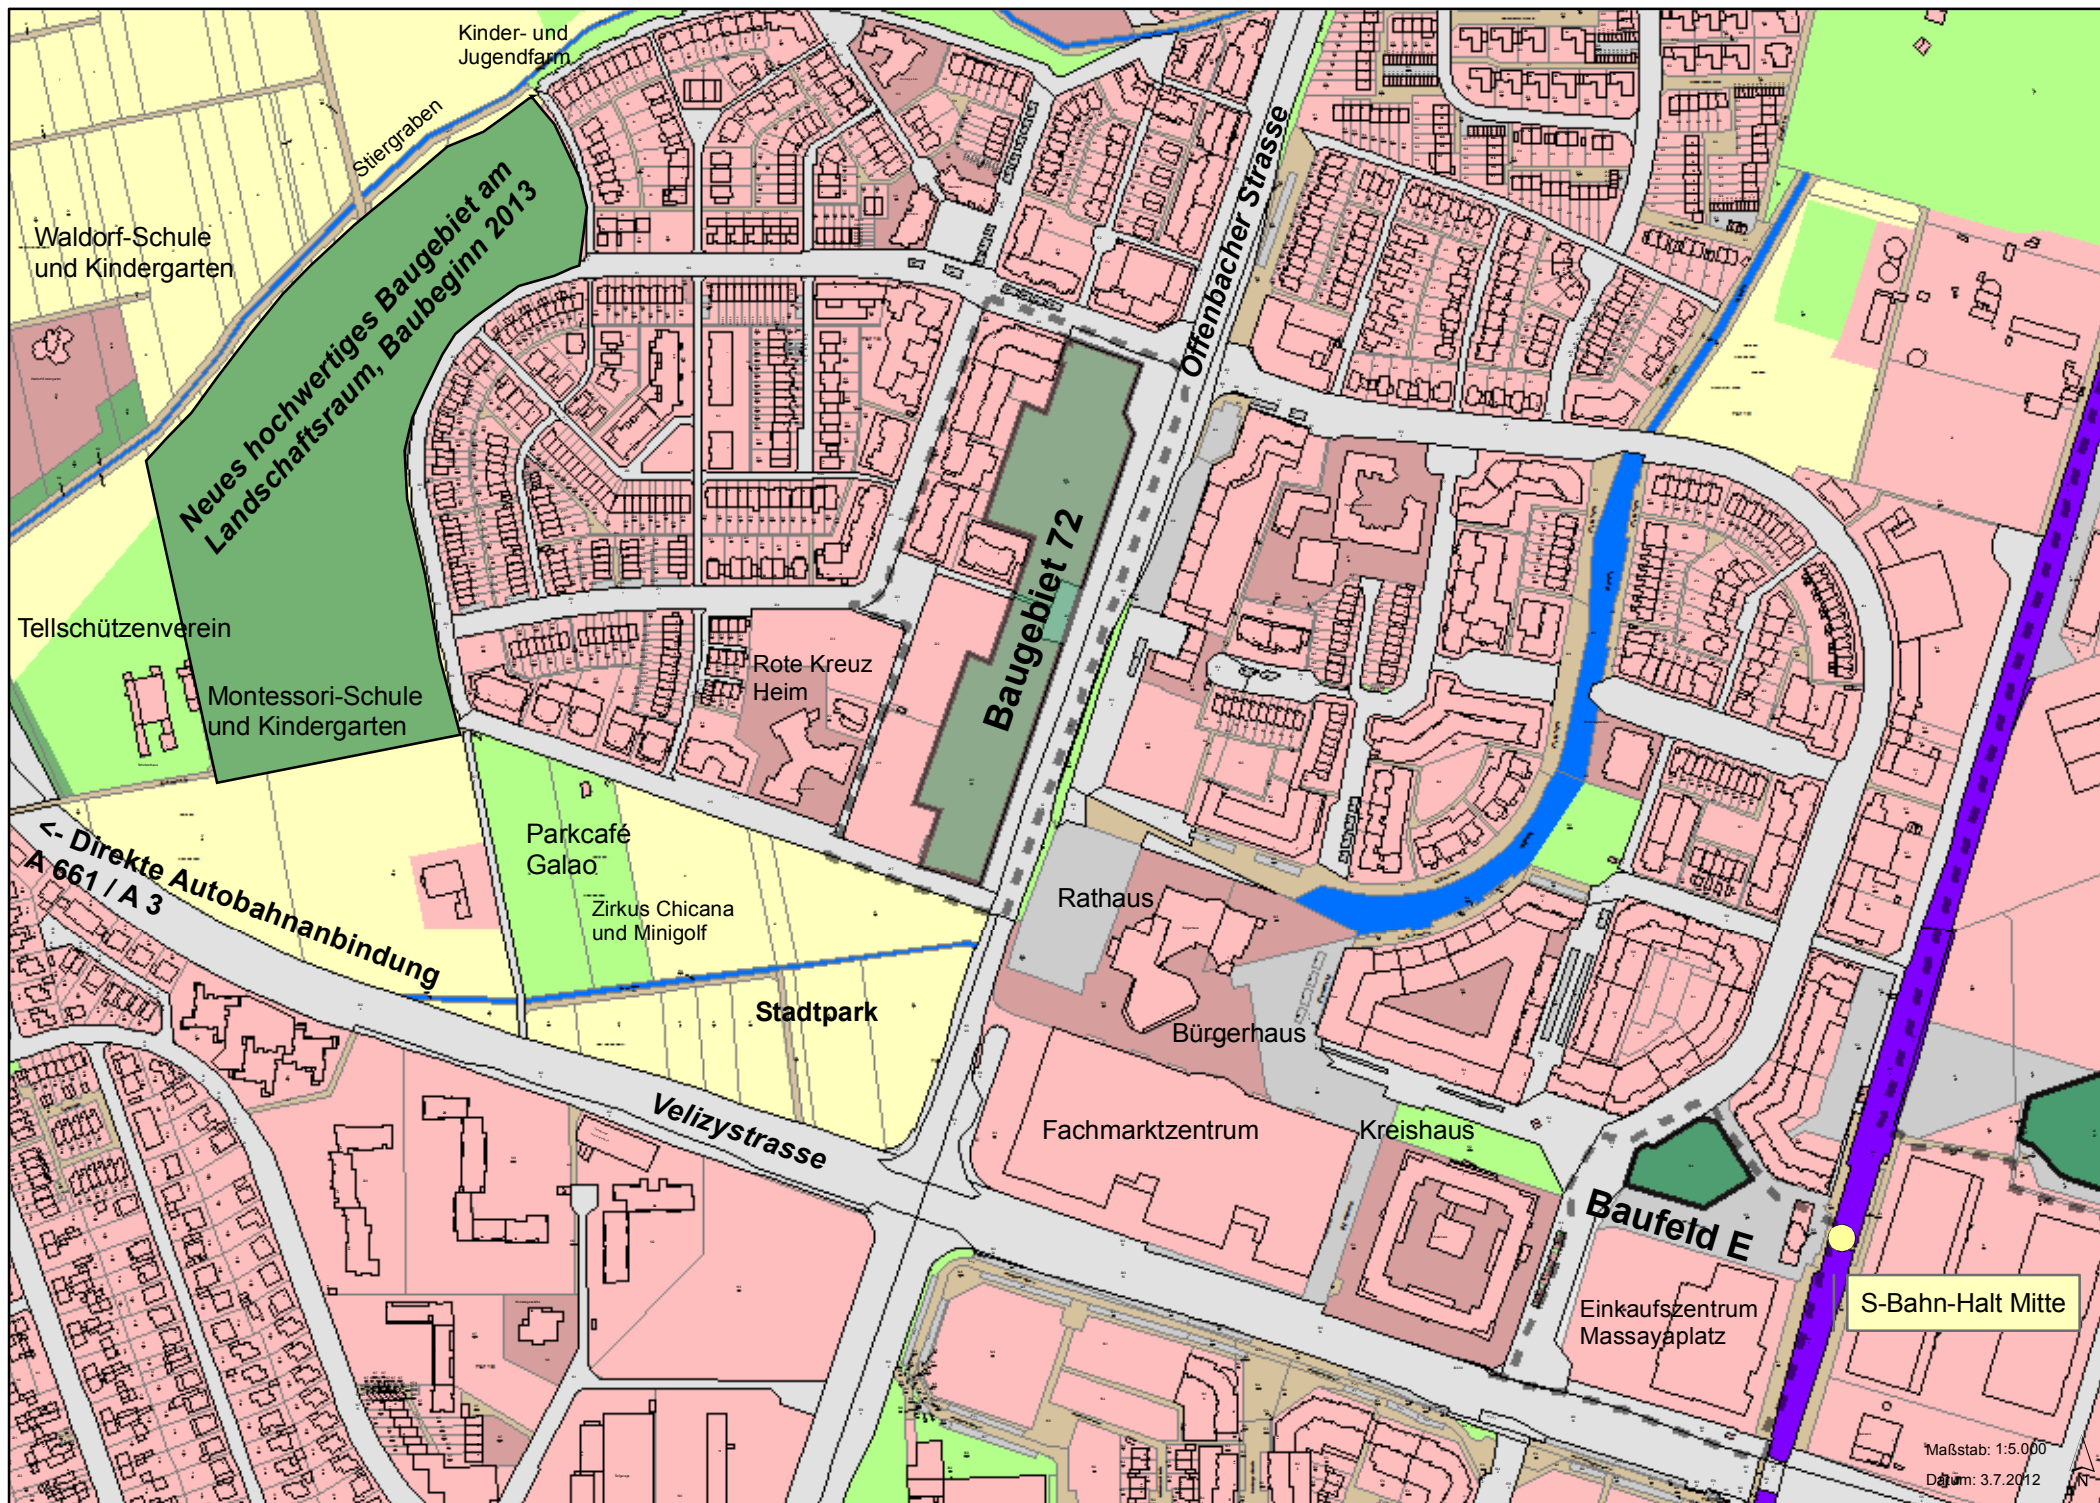 Kinder- und
Jugendfarm
Stiergraben
Waldorf-Schule
und Kindergarten
Neues hochwertiges Baugebiet am
Landschaftsraum, Baubeginn 2013
Offenbacher Strasse
Baugebiet 72
Tellschützenverein
Montessori-Schule
und Kindergarten
Rote Kreuz
Heim
<- Direkte Autobahnanbindung
A 661 / A 3
Parkcafé
Galao
Zirkus Chicana
und Minigolf
Stadtpark
Rathaus
Bürgerhaus
Velizystrasse
Fachmarktzentrum
Kreishaus
Baufeld E
Einkaufszentrum
Massayaplatz
S-Bahn-Halt Mitte
Maßstab: 1:5.000
Datum: 3.7.2012